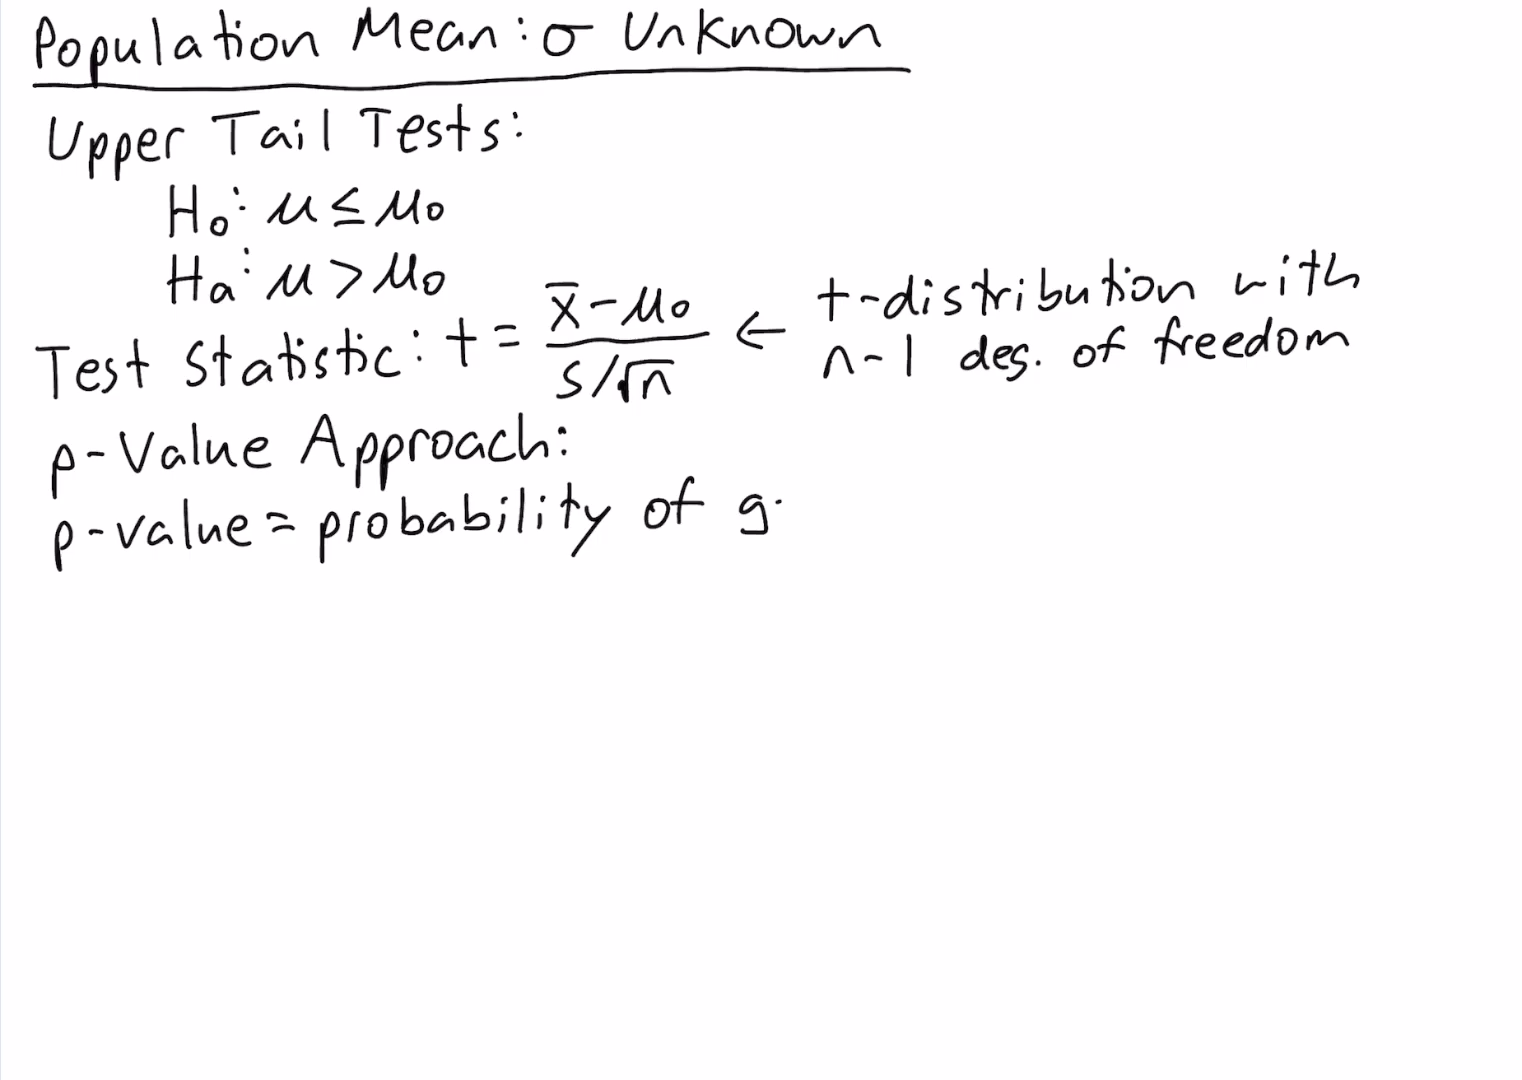 Population Mean: σ Unknown
Upper Tail Tests:
H₀: μ ≤ μ₀
Hₐ: μ > μ₀
Test Statistic: t = (x̄ - μ₀) / (s/√n) ← t-distribution with
n-1 deg. of freedom
p-Value Approach:
p-value = probability of g